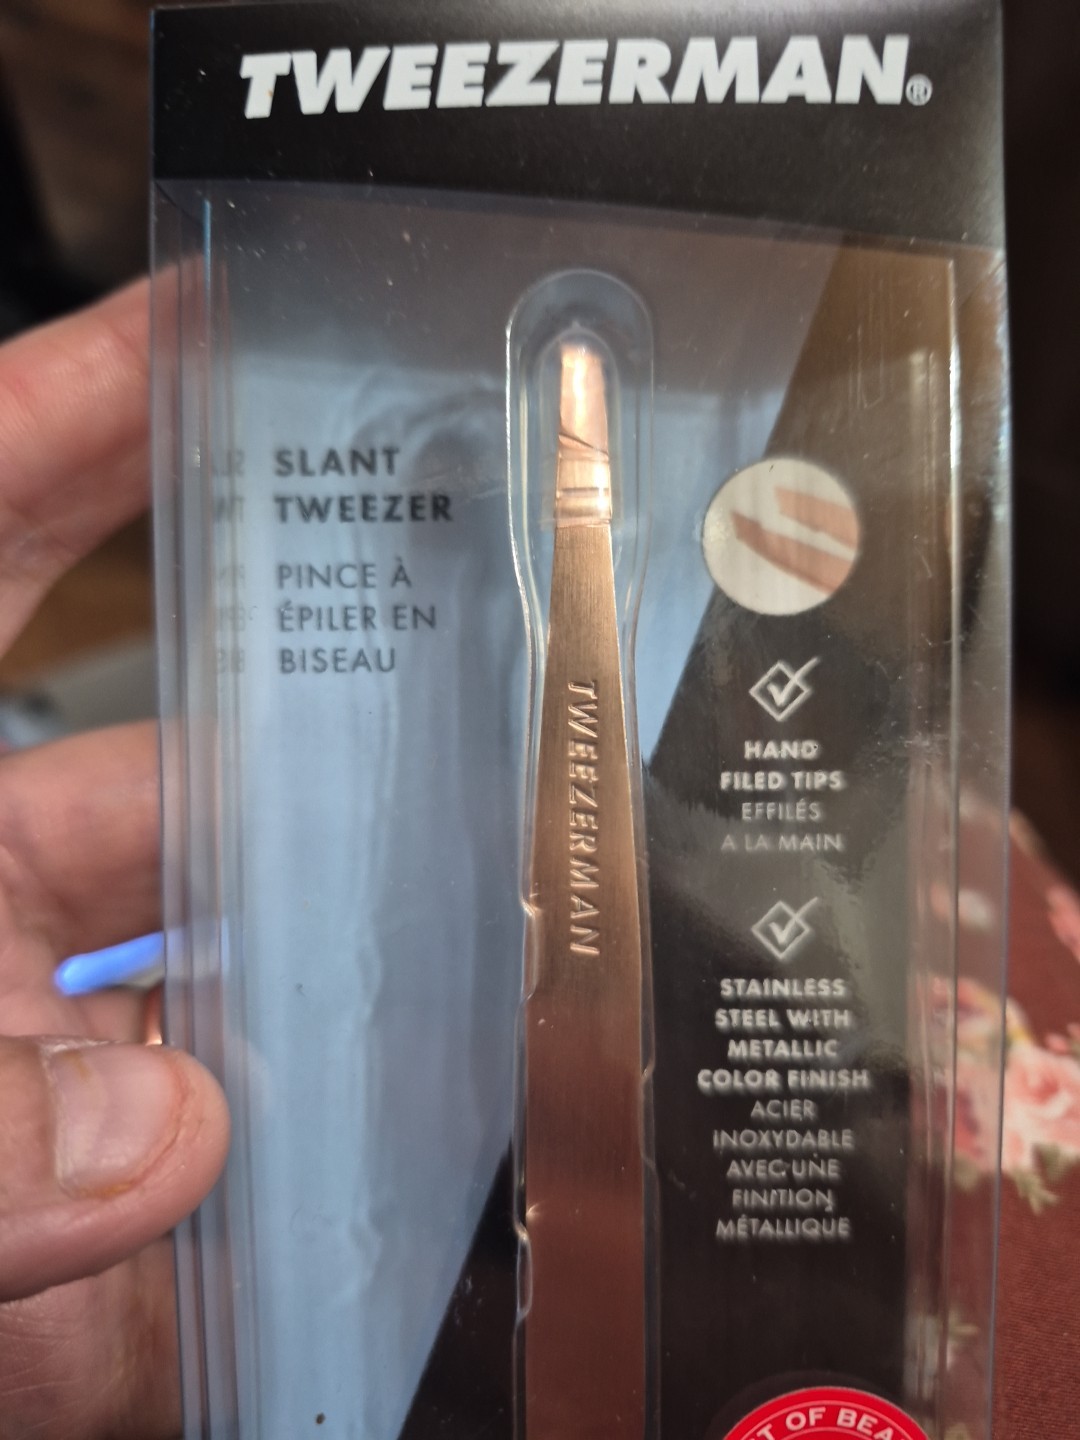 TWEEZERMAN®
SLANT
TWEEZER
PINCE À
ÉPILER EN
BISEAU
TWEEZERMAN
HAND
FILED TIPS
EFFILÉS
A LA MAIN
STAINLESS
STEEL WITH
METALLIC
COLOR FINISH
ACIER
INOXYDABLE
AVEC UNE
FINITION
MÉTALLIQUE
OF